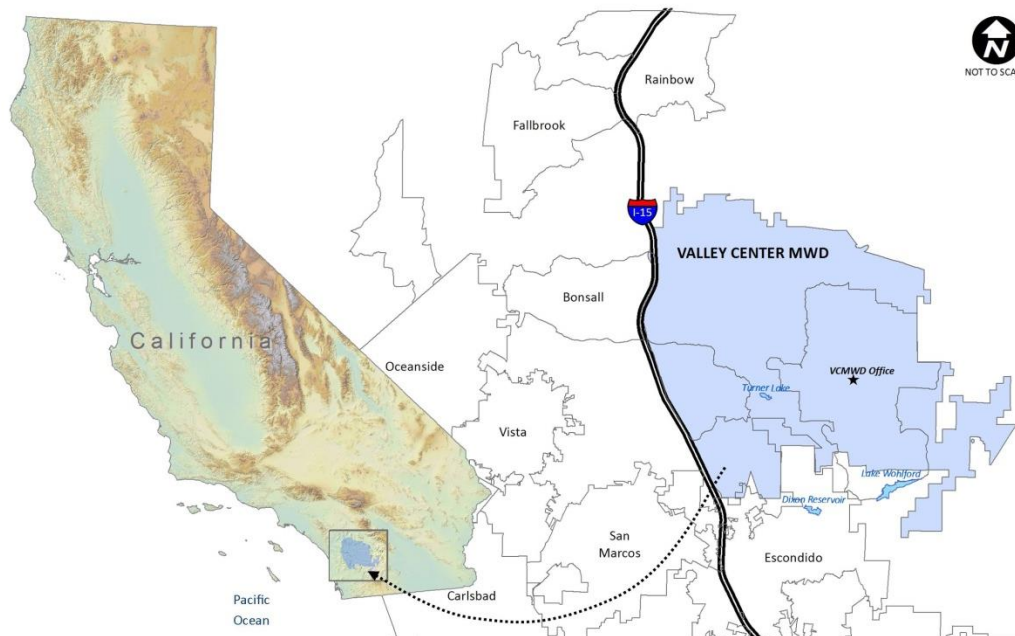 N
NOT TO SCA
Rainbow
Fallbrook
I-15
VALLEY CENTER MWD
Bonsall
California
Oceanside
VCMWD Office
Turner Lake
Vista
Lake Wohlford
Dixon Reservoir
San
Marcos
Escondido
Carlsbad
Pacific
Ocean